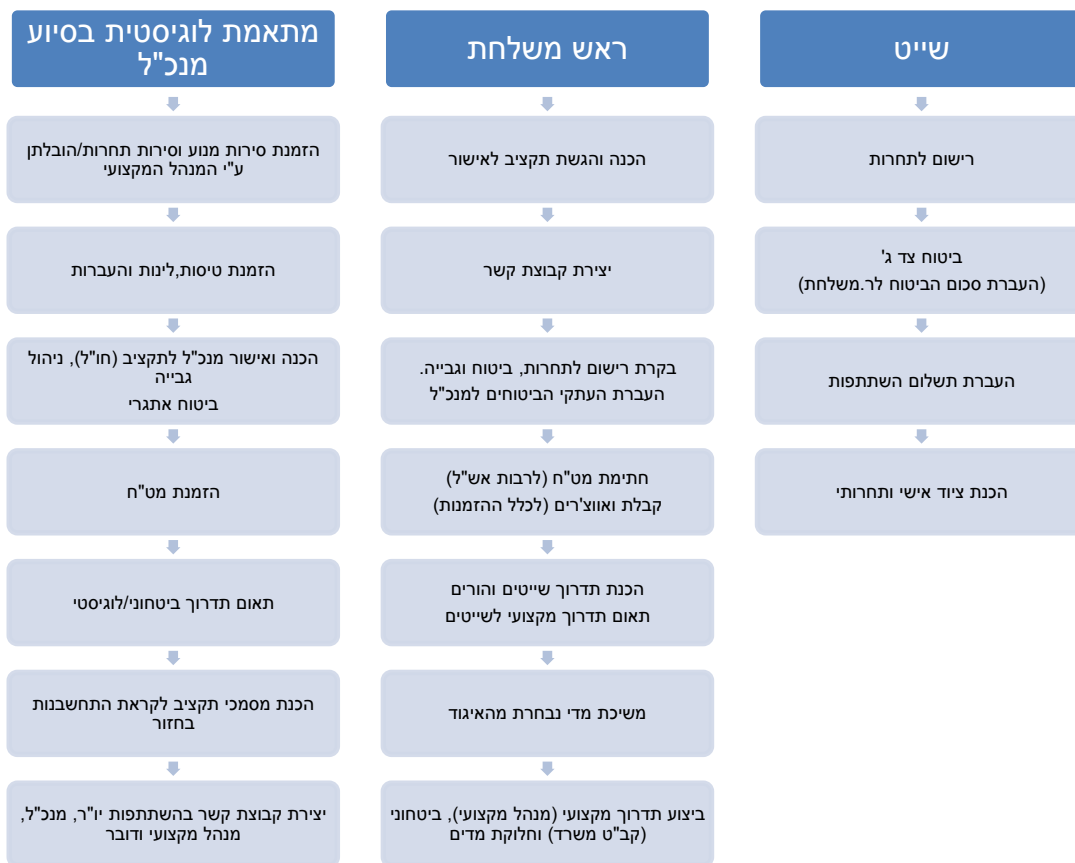 שייט
רישום לתחרות
ביטוח צד ג'
(העברת סכום הביטוח לר.משלחת)
העברת תשלום השתתפות
הכנת ציוד אישי ותחרותי
ראש משלחת
הכנה והגשת תקציב לאישור
יצירת קבוצת קשר
בקרת רישום לתחרות, ביטוח וגבייה.
העברת העתקי הביטוחים למנכ"ל
חתימת מט"ח (לרבות אש"ל)
קבלת ואווצ'רים (לכלל ההזמנות)
הכנת תדרוך שייטים והורים
תאום תדרוך מקצועי לשייטים
משיכת מדי נבחרת מהאיגוד
ביצוע תדרוך מקצועי (מנהל מקצועי), ביטחוני
(קב"ט משרד) וחלוקת מדים
מתאמת לוגיסטית בסיוע
מנכ"ל
הזמנת סירות מנוע וסירות תחרות/הובלתן
ע"י המנהל המקצועי
הזמנת טיסות,לינות והעברות
הכנה ואישור מנכ"ל לתקציב (חו"ל), ניהול
גבייה
ביטוח אתגרי
הזמנת מט"ח
תאום תדרוך ביטחוני/לוגיסטי
הכנת מסמכי תקציב לקראת התחשבנות
בחזור
יצירת קבוצת קשר בהשתתפות יו"ר, מנכ"ל,
מנהל מקצועי ודובר